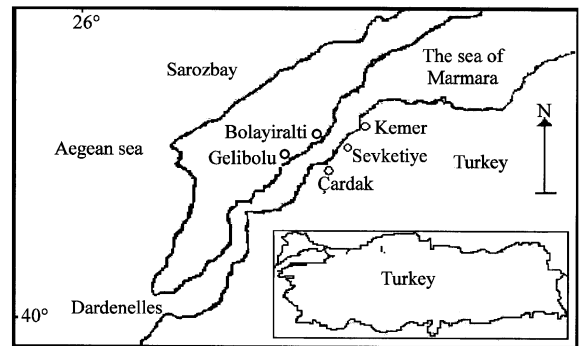 26°
The sea of
Marmara
Sarozbay
N
Bolayiralti
Kemer
Aegean sea
Gelibolu
Sevketiye
Turkey
Çardak
Turkey
Dardenelles
40°